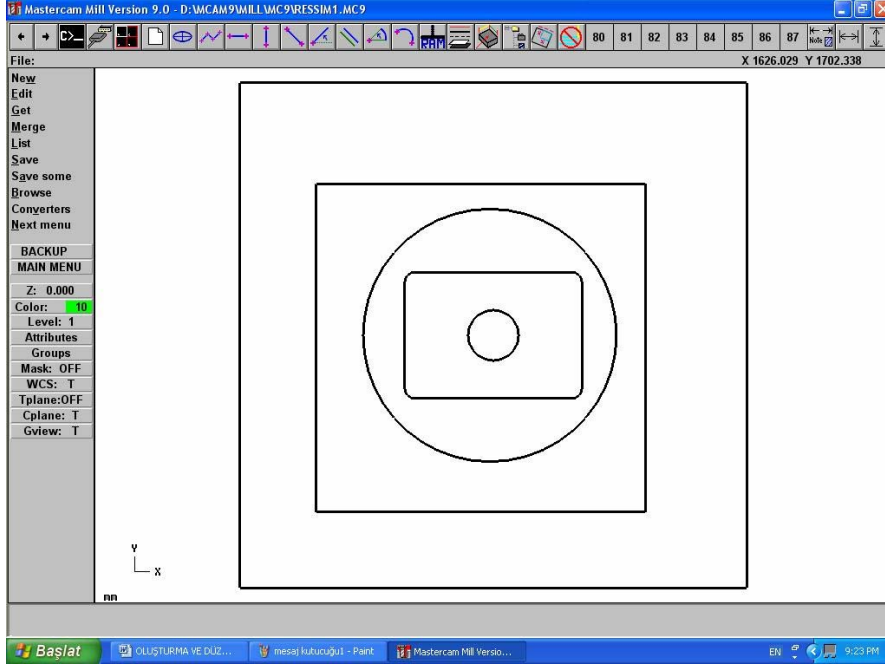 Mastercam Mill Version 9.0 - D:\MCAM9\MILL\MC9\RESSIM1.MC9
RAM 80 81 82 83 84 85 86 87 Note
File: X 1626.029 Y 1702.338
New
Edit
Get
Merge
List
Save
Save some
Browse
Converters
Next menu
BACKUP
MAIN MENU
Z: 0.000
Color: 10
Level: 1
Attributes
Groups
Mask: OFF
WCS: T
Tplane:OFF
Cplane: T
Gview: T
Y
X
mm
Başlat OLUŞTURMA VE DÜZ... mesaj kutucuğu1 - Paint Mastercam Mill Versio... EN 9:23 PM